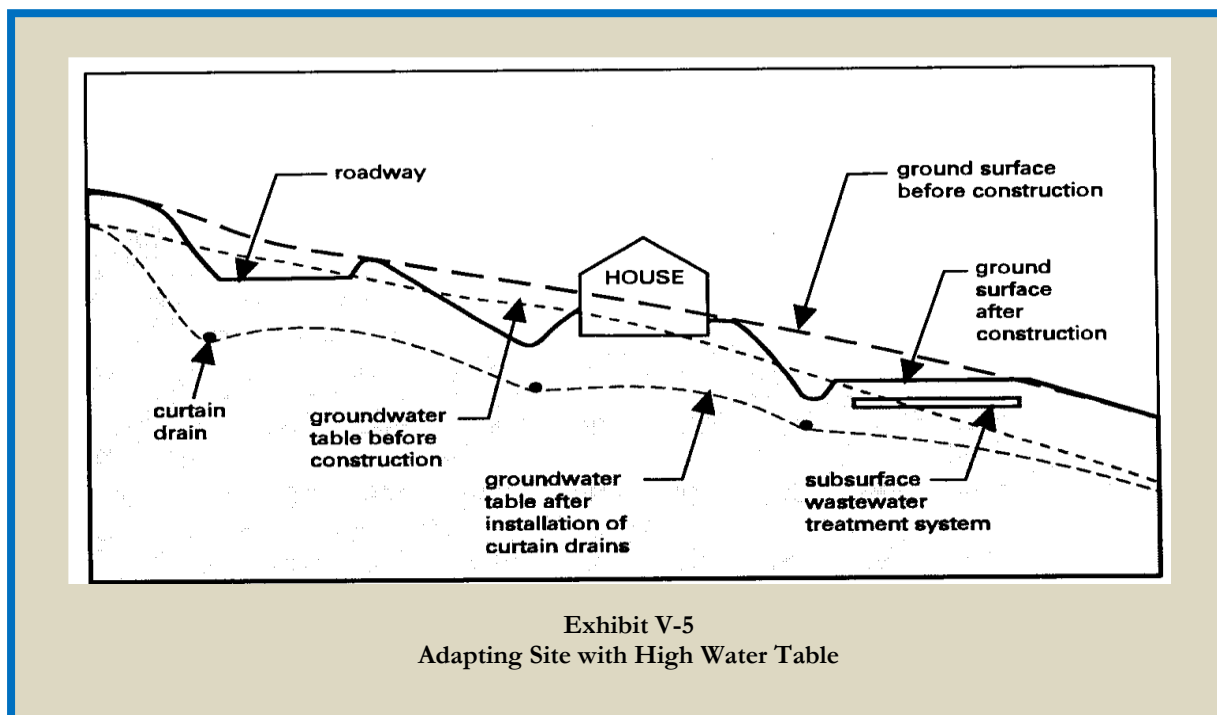 roadway
ground surface
before construction
HOUSE
ground
surface
after
construction
curtain
drain
groundwater
table before
construction
groundwater
table after
installation of
curtain drains
subsurface
wastewater
treatment system
Exhibit V-5
Adapting Site with High Water Table